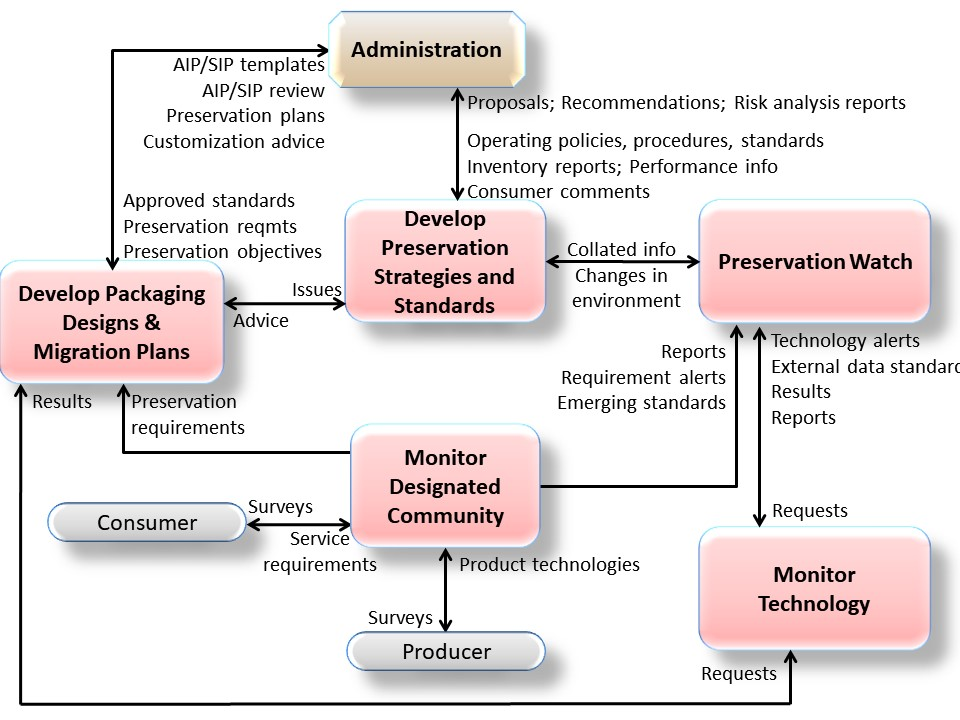 Administration
AIP/SIP templates
AIP/SIP review
Preservation plans
Customization advice
Proposals; Recommendations; Risk analysis reports
Operating policies, procedures, standards
Inventory reports; Performance info
Consumer comments
Approved standards
Preservation reqmts
Preservation objectives
Develop
Preservation
Strategies and
Standards
Collated info
Changes in
environment
Preservation Watch
Develop Packaging
Designs &
Migration Plans
Issues
Advice
Reports
Requirement alerts
Emerging standards
Technology alerts
External data standard
Results
Reports
Results
Preservation
requirements
Monitor
Designated
Community
Consumer
Surveys
Service
requirements
Product technologies
Surveys
Producer
Requests
Monitor
Technology
Requests